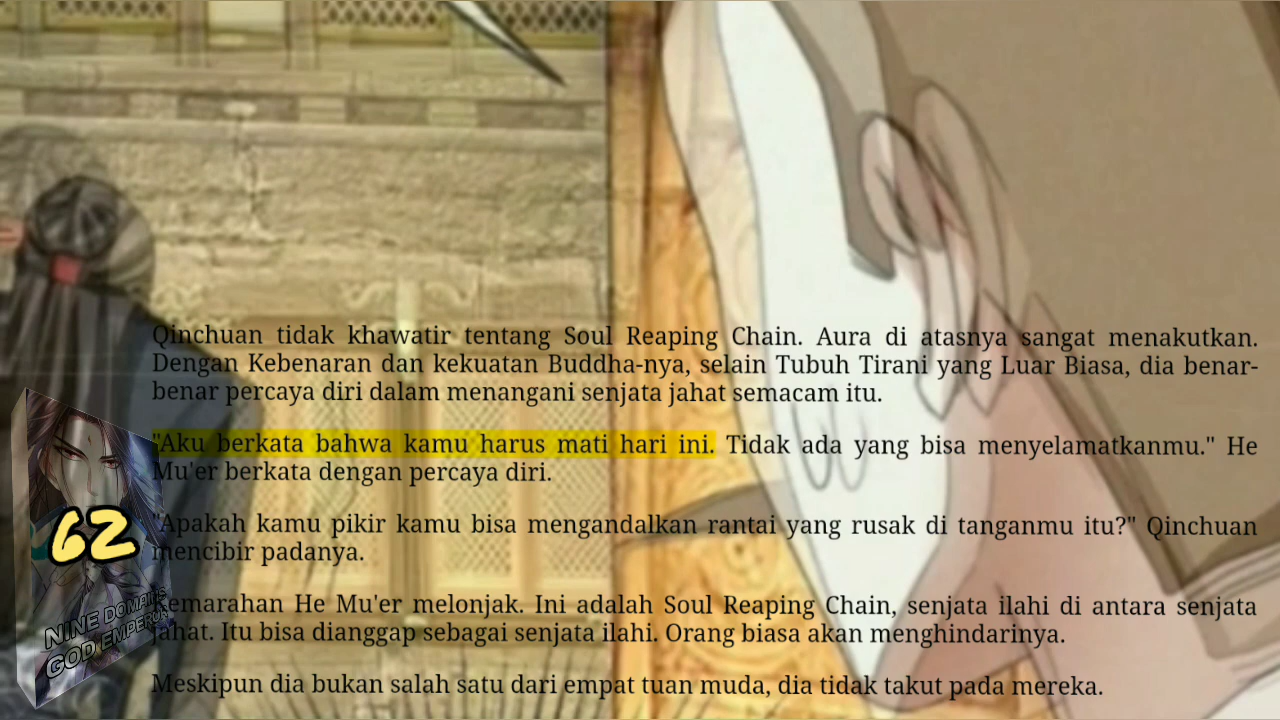 Qinchuan tidak khawatir tentang Soul Reaping Chain. Aura di atasnya sangat menakutkan.
Dengan Kebenaran dan kekuatan Buddha-nya, selain Tubuh Tirani yang Luar Biasa, dia benar-
benar percaya diri dalam menangani senjata jahat semacam itu.
"Aku berkata bahwa kamu harus mati hari ini. Tidak ada yang bisa menyelamatkanmu." He
Mu'er berkata dengan percaya diri.
"Apakah kamu pikir kamu bisa mengandalkan rantai yang rusak di tanganmu itu?" Qinchuan
mencibir padanya.
Kemarahan He Mu'er melonjak. Ini adalah Soul Reaping Chain, senjata ilahi di antara senjata
jahat. Itu bisa dianggap sebagai senjata ilahi. Orang biasa akan menghindarinya.
Meskipun dia bukan salah satu dari empat tuan muda, dia tidak takut pada mereka.
62
NINE DOMAINS
GOD EMPEROR